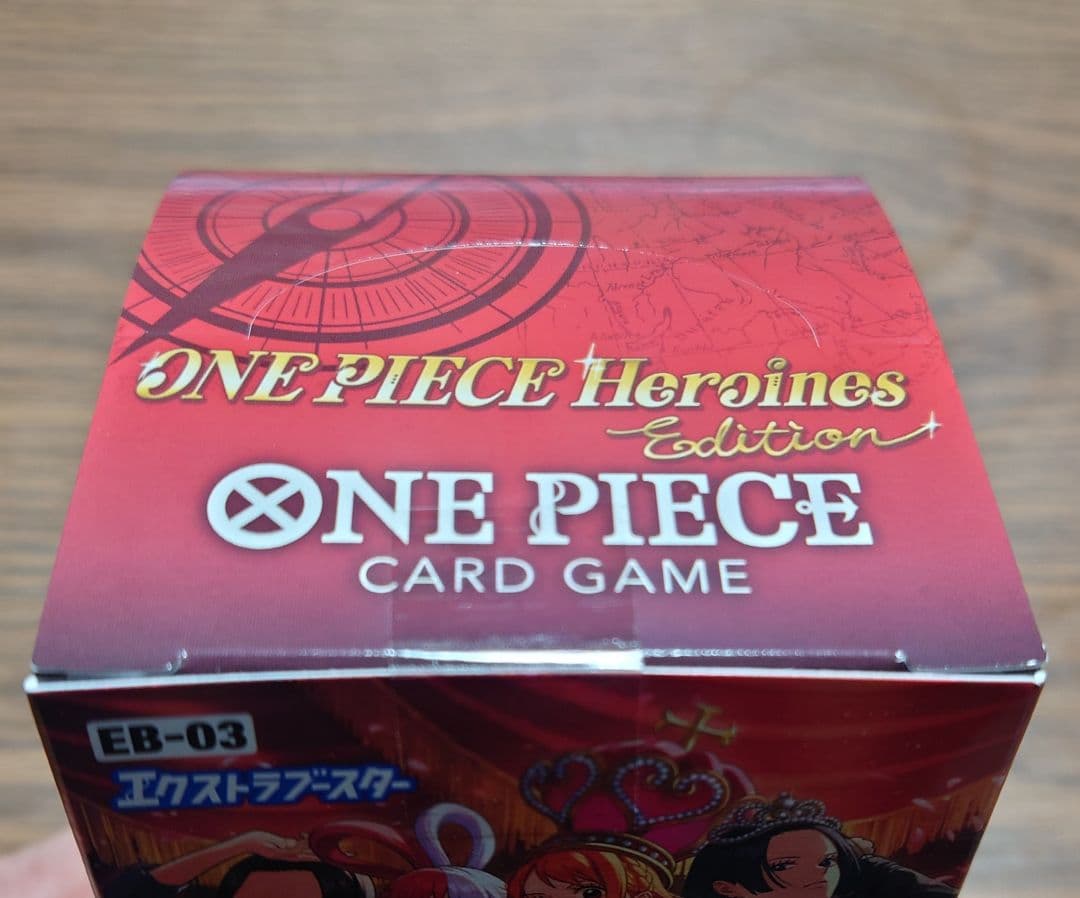 ONE PIECE Heroines
Edition
ONE PIECE
CARD GAME
EB-03
エクストラブースター